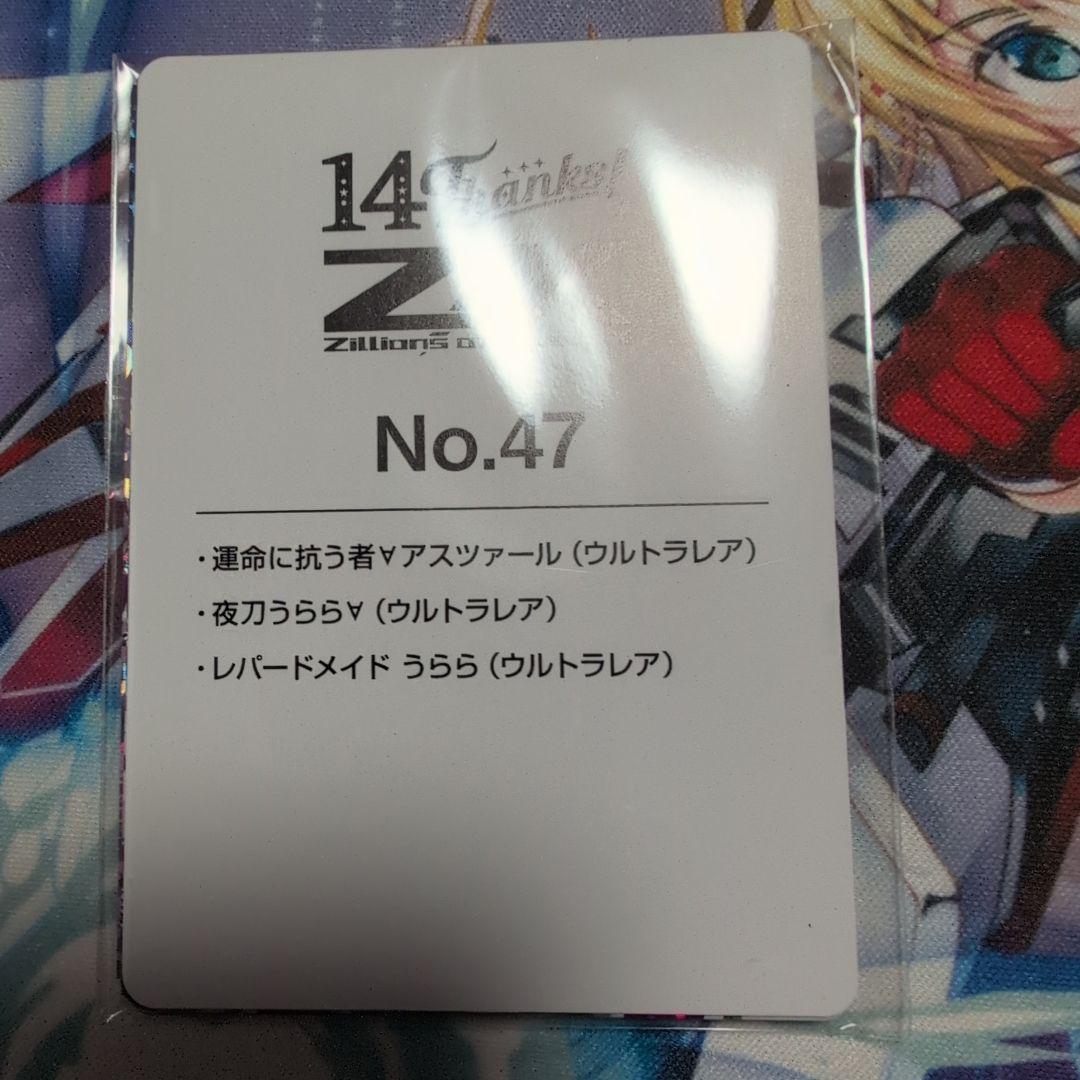 14 Thanks!
Z
Zillions o
No.47
・運命に抗う者∀アスツァール（ウルトラレア）
・夜刀うらら∀（ウルトラレア）
・レパードメイド うらら（ウルトラレア）